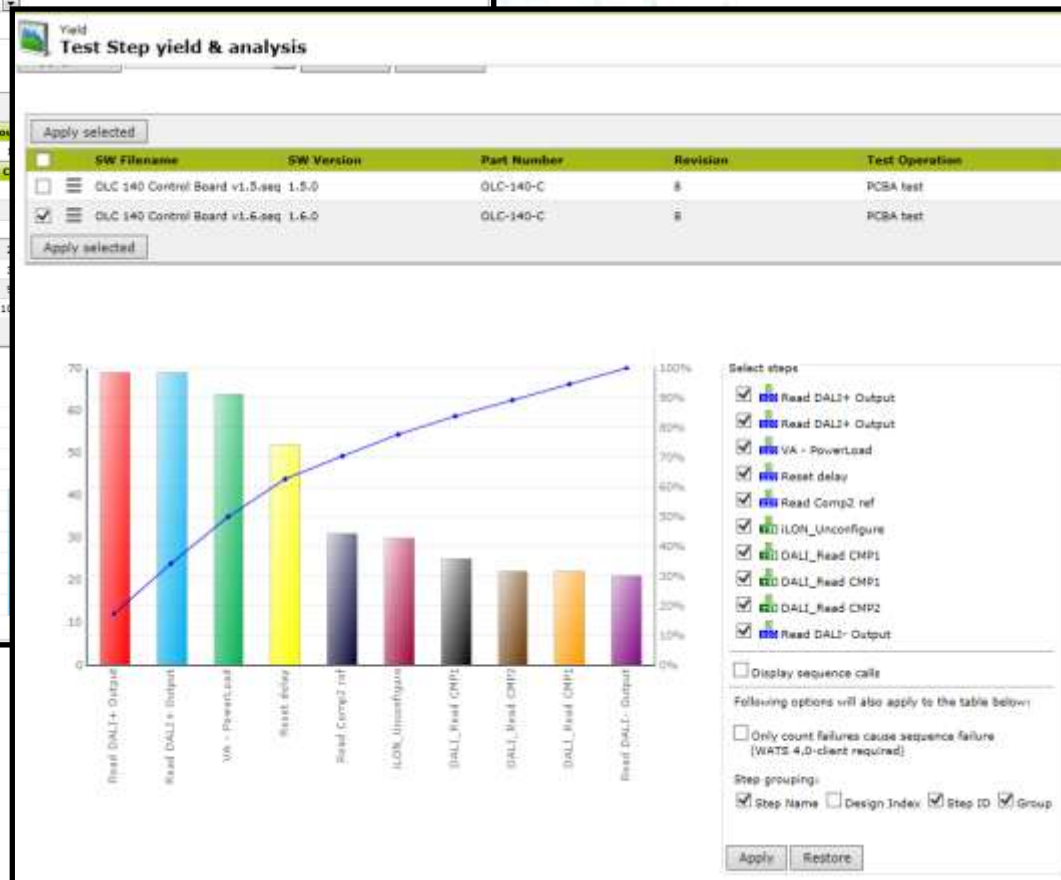 Yield
Test Step yield & analysis
Apply selected
SW Filename SW Version Part Number Revision Test Operation
OLC 140 Control Board v1.5.seq 1.5.0 OLC-140-C B PCBA test
OLC 140 Control Board v1.6.seq 1.6.0 OLC-140-C B PCBA test
Apply selected
70
60
50
40
30
20
10
0
100%
90%
80%
70%
60%
50%
40%
30%
20%
10%
0%
Read DALI+ Output
Read DALI+ Output
VA - PowerLoad
Reset delay
Read Comp2 ref
iLON_Unconfigure
DALI_Read CMP1
DALI_Read CMP2
DALI_Read CMP1
Read DALI- Output
Select steps
Read DALI+ Output
Read DALI+ Output
VA - PowerLoad
Reset delay
Read Comp2 ref
iLON_Unconfigure
DALI_Read CMP1
DALI_Read CMP1
DALI_Read CMP2
Read DALI- Output
Display sequence calls
Following options will also apply to the table below:
Only count failures cause sequence failure
(WATS 4.0-client required)
Step grouping:
Step Name Design Index Step ID Group
Apply Restore